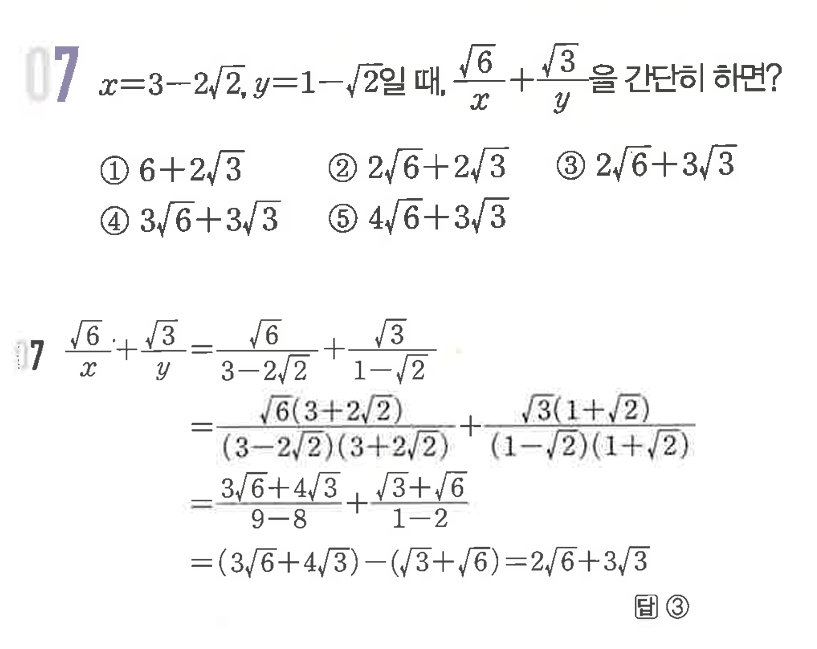 07 x=3-2√2, y=1-√2일 때, √6/x+√3/y을 간단히 하면?
① 6+2√3 ② 2√6+2√3 ③ 2√6+3√3
④ 3√6+3√3 ⑤ 4√6+3√3
07 √6/x+√3/y=√6/(3-2√2)+√3/(1-√2)
=√6(3+2√2)/(3-2√2)(3+2√2)+√3(1+√2)/(1-√2)(1+√2)
=(3√6+4√3)/(9-8)+(√3+√6)/(1-2)
=(3√6+4√3)-(√3+√6)=2√6+3√3
답 ③